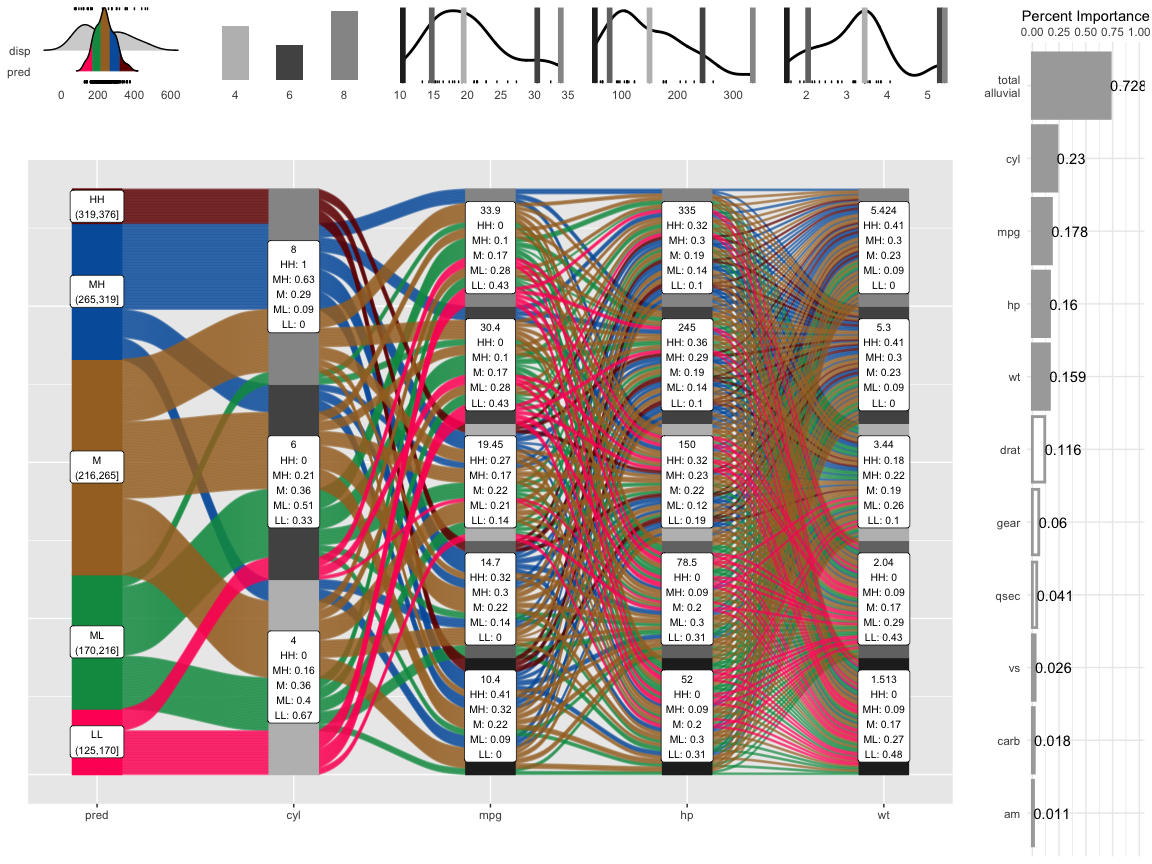 disp
pred
0 200 400 600
4 6 8
10 15 20 25 30 35
100 200 300
2 3 4 5
HH
(319,376]
MH
(265,319]
M
(216,265]
ML
(170,216]
LL
(125,170]
8
HH: 1
MH: 0.63
M: 0.29
ML: 0.09
LL: 0
6
HH: 0
MH: 0.21
M: 0.36
ML: 0.51
LL: 0.33
4
HH: 0
MH: 0.16
M: 0.36
ML: 0.4
LL: 0.67
33.9
HH: 0
MH: 0.1
M: 0.17
ML: 0.28
LL: 0.43
30.4
HH: 0
MH: 0.1
M: 0.17
ML: 0.28
LL: 0.43
19.45
HH: 0.27
MH: 0.17
M: 0.22
ML: 0.21
LL: 0.14
14.7
HH: 0.32
MH: 0.3
M: 0.22
ML: 0.14
LL: 0
10.4
HH: 0.41
MH: 0.32
M: 0.22
ML: 0.09
LL: 0
335
HH: 0.32
MH: 0.3
M: 0.19
ML: 0.14
LL: 0.1
245
HH: 0.36
MH: 0.29
M: 0.19
ML: 0.14
LL: 0.1
150
HH: 0.32
MH: 0.23
M: 0.22
ML: 0.12
LL: 0.19
78.5
HH: 0
MH: 0.09
M: 0.2
ML: 0.3
LL: 0.31
52
HH: 0
MH: 0.09
M: 0.2
ML: 0.3
LL: 0.31
5.424
HH: 0.41
MH: 0.3
M: 0.23
ML: 0.09
LL: 0
5.3
HH: 0.41
MH: 0.3
M: 0.23
ML: 0.09
LL: 0
3.44
HH: 0.18
MH: 0.22
M: 0.19
ML: 0.26
LL: 0.1
2.04
HH: 0
MH: 0.09
M: 0.17
ML: 0.29
LL: 0.43
1.513
HH: 0
MH: 0.09
M: 0.17
ML: 0.27
LL: 0.48
pred cyl mpg hp wt
Percent Importance
0.00 0.25 0.50 0.75 1.00
total
alluvial 0.728
cyl 0.23
mpg 0.178
hp 0.16
wt 0.159
drat 0.116
gear 0.06
qsec 0.041
vs 0.026
carb 0.018
am 0.011